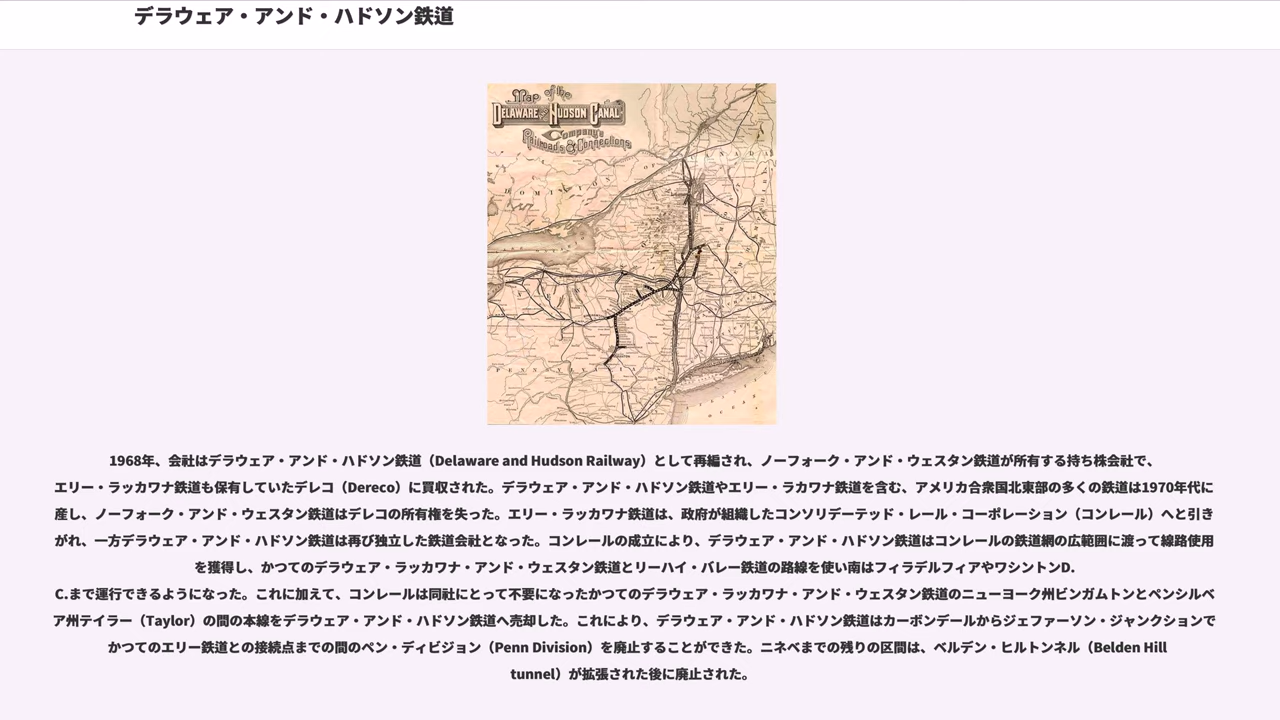 デラウェア・アンド・ハドソン鉄道
Map of the
DELAWARE AND HUDSON CANAL
Company's
Railroads & Connections
1968年、会社はデラウェア・アンド・ハドソン鉄道（Delaware and Hudson Railway）として再編され、ノーフォーク・アンド・ウェスタン鉄道が所有する持ち株会社で、
エリー・ラッカワナ鉄道も保有していたデレコ（Dereco）に買収された。デラウェア・アンド・ハドソン鉄道やエリー・ラカワナ鉄道を含む、アメリカ合衆国北東部の多くの鉄道は1970年代に
産し、ノーフォーク・アンド・ウェスタン鉄道はデレコの所有権を失った。エリー・ラッカワナ鉄道は、政府が組織したコンソリデーテッド・レール・コーポレーション（コンレール）へと引き
がれ、一方デラウェア・アンド・ハドソン鉄道は再び独立した鉄道会社となった。コンレールの成立により、デラウェア・アンド・ハドソン鉄道はコンレールの鉄道網の広範囲に渡って線路使用
を獲得し、かつてのデラウェア・ラッカワナ・アンド・ウェスタン鉄道とリーハイ・バレー鉄道の路線を使い南はフィラデルフィアやワシントンD.
C.まで運行できるようになった。これに加えて、コンレールは同社にとって不要になったかつてのデラウェア・ラッカワナ・アンド・ウェスタン鉄道のニューヨーク州ビンガムトンとペンシルベ
ア州テイラー（Taylor）の間の本線をデラウェア・アンド・ハドソン鉄道へ売却した。これにより、デラウェア・アンド・ハドソン鉄道はカーボンデールからジェファーソン・ジャンクションで
かつてのエリー鉄道との接続点までの間のペン・ディビジョン（Penn Division）を廃止することができた。ニネベまでの残りの区間は、ベルデン・ヒルトンネル（Belden Hill
tunnel）が拡張された後に廃止された。